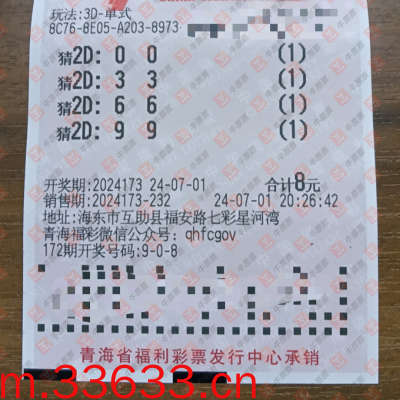 玩法:3D-单式
8C76-8E05-A203-8973
猜2D: 0 0 (1)
猜2D: 3 3 (1)
猜2D: 6 6 (1)
猜2D: 9 9 (1)
开奖期:2024173 24-07-01 合计8元
销售期:2024173-232 24-07-01 20:26:42
地址:海东市互助县福安路七彩星河湾
青海福彩微信公众号: qhfcgov
172期开奖号码:9-0-8
青海省福利彩票发行中心承销
m.33633.cn